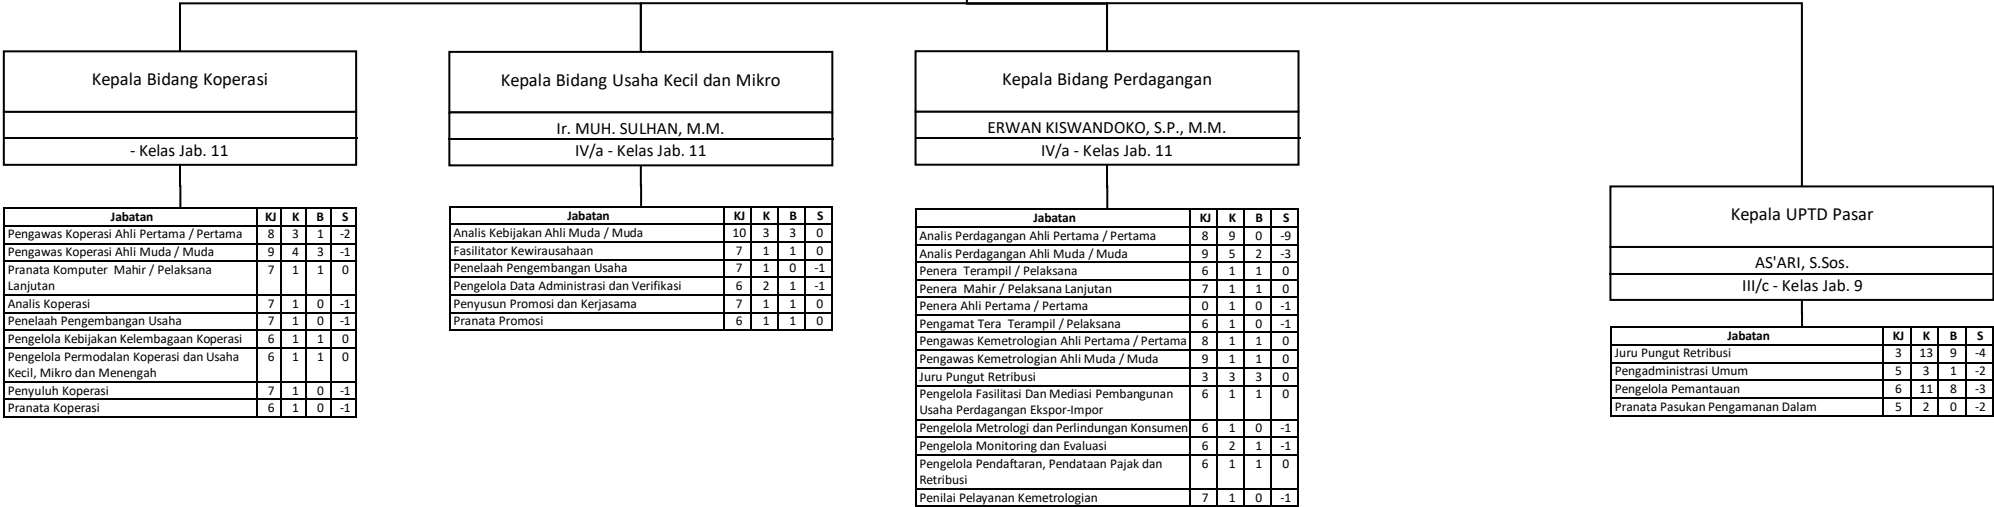 Kepala Bidang Koperasi
- Kelas Jab. 11
Jabatan KJ K B S
Pengawas Koperasi Ahli Pertama / Pertama 8 3 1 -2
Pengawas Koperasi Ahli Muda / Muda 9 4 3 -1
Pranata Komputer Mahir / Pelaksana 7 1 1 0
Lanjutan
Analis Koperasi 7 1 0 -1
Penelaah Pengembangan Usaha 7 1 0 -1
Pengelola Kebijakan Kelembagaan Koperasi 6 1 1 0
Pengelola Permodalan Koperasi dan Usaha 6 1 1 0
Kecil, Mikro dan Menengah
Penyuluh Koperasi 7 1 0 -1
Pranata Koperasi 6 1 0 -1
Kepala Bidang Usaha Kecil dan Mikro
Ir. MUH. SULHAN, M.M.
IV/a - Kelas Jab. 11
Jabatan KJ K B S
Analis Kebijakan Ahli Muda / Muda 10 3 3 0
Fasilitator Kewirausahaan 7 1 1 0
Penelaah Pengembangan Usaha 7 1 0 -1
Pengelola Data Administrasi dan Verifikasi 6 2 1 -1
Penyusun Promosi dan Kerjasama 7 1 1 0
Pranata Promosi 6 1 1 0
Kepala Bidang Perdagangan
ERWAN KISWANDOKO, S.P., M.M.
IV/a - Kelas Jab. 11
Jabatan KJ K B S
Analis Perdagangan Ahli Pertama / Pertama 8 9 0 -9
Analis Perdagangan Ahli Muda / Muda 9 5 2 -3
Penera Terampil / Pelaksana 6 1 1 0
Penera Mahir / Pelaksana Lanjutan 7 1 1 0
Penera Ahli Pertama / Pertama 0 1 0 -1
Pengamat Tera Terampil / Pelaksana 6 1 0 -1
Pengawas Kemetrologian Ahli Pertama / Pertama 8 1 1 0
Pengawas Kemetrologian Ahli Muda / Muda 9 1 1 0
Juru Pungut Retribusi 3 3 3 0
Pengelola Fasilitasi Dan Mediasi Pembangunan 6 1 1 0
Usaha Perdagangan Ekspor-Impor
Pengelola Metrologi dan Perlindungan Konsumen 6 1 0 -1
Pengelola Monitoring dan Evaluasi 6 2 1 -1
Pengelola Pendaftaran, Pendataan Pajak dan 6 1 1 0
Retribusi
Penilai Pelayanan Kemetrologian 7 1 0 -1
Kepala UPTD Pasar
AS'ARI, S.Sos.
III/c - Kelas Jab. 9
Jabatan KJ K B S
Juru Pungut Retribusi 3 13 9 -4
Pengadministrasi Umum 5 3 1 -2
Pengelola Pemantauan 6 11 8 -3
Pranata Pasukan Pengamanan Dalam 5 2 0 -2